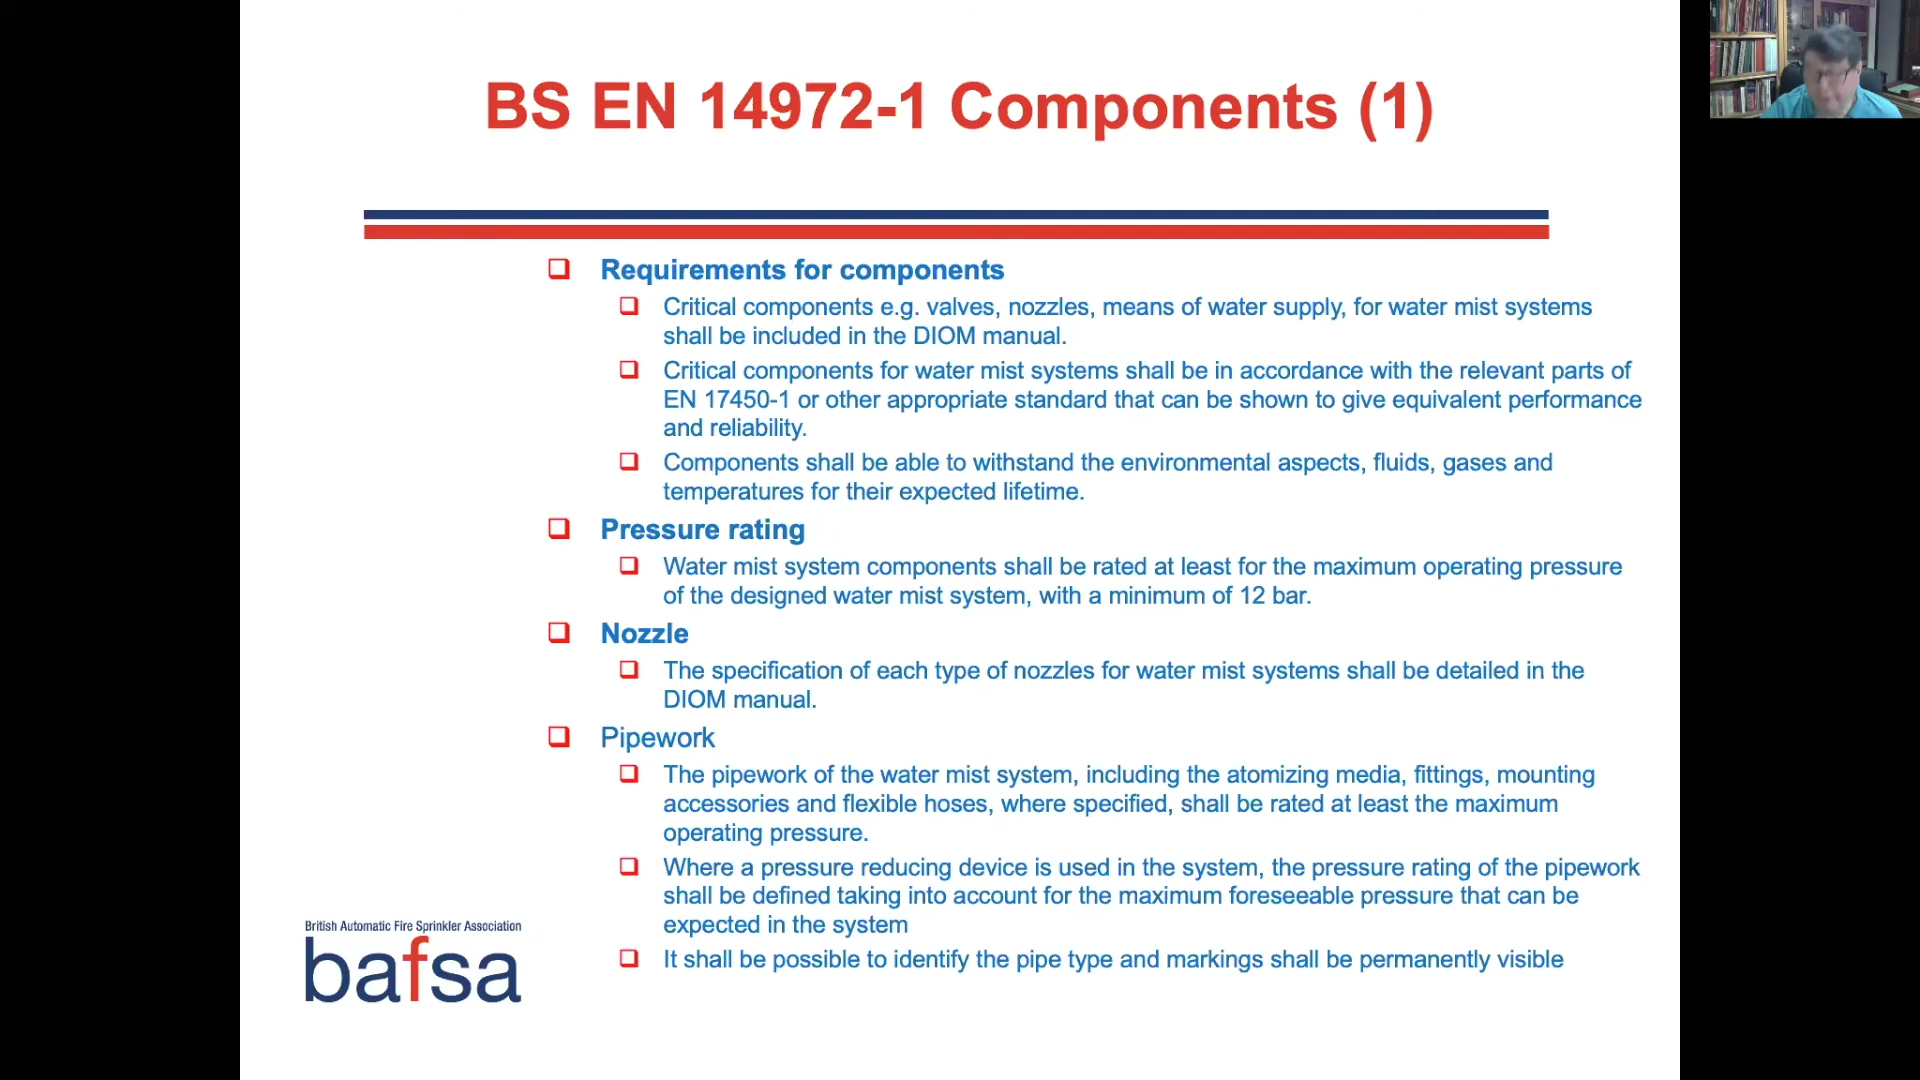 BS EN 14972-1 Components (1)
Requirements for components
Critical components e.g. valves, nozzles, means of water supply, for water mist systems
shall be included in the DIOM manual.
Critical components for water mist systems shall be in accordance with the relevant parts of
EN 17450-1 or other appropriate standard that can be shown to give equivalent performance
and reliability.
Components shall be able to withstand the environmental aspects, fluids, gases and
temperatures for their expected lifetime.
Pressure rating
Water mist system components shall be rated at least for the maximum operating pressure
of the designed water mist system, with a minimum of 12 bar.
Nozzle
The specification of each type of nozzles for water mist systems shall be detailed in the
DIOM manual.
Pipework
The pipework of the water mist system, including the atomizing media, fittings, mounting
accessories and flexible hoses, where specified, shall be rated at least the maximum
operating pressure.
Where a pressure reducing device is used in the system, the pressure rating of the pipework
shall be defined taking into account for the maximum foreseeable pressure that can be
expected in the system
It shall be possible to identify the pipe type and markings shall be permanently visible
British Automatic Fire Sprinkler Association
bafsa